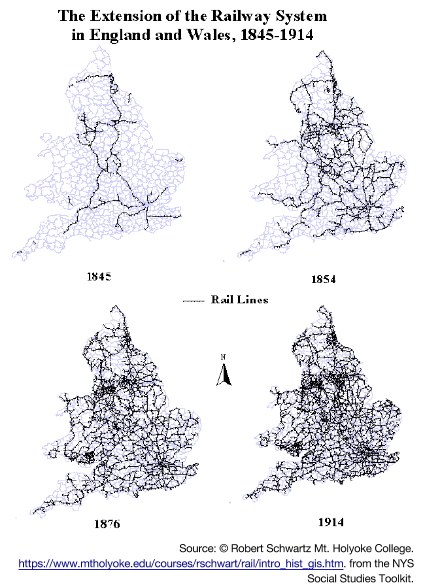 The Extension of the Railway System
in England and Wales, 1845-1914
1845
1854
Rail Lines
N
1876
1914
Source: © Robert Schwartz Mt. Holyoke College.
https://www.mtholyoke.edu/courses/rschwart/rail/intro_hist_gis.htm. from the NYS
Social Studies Toolkit.